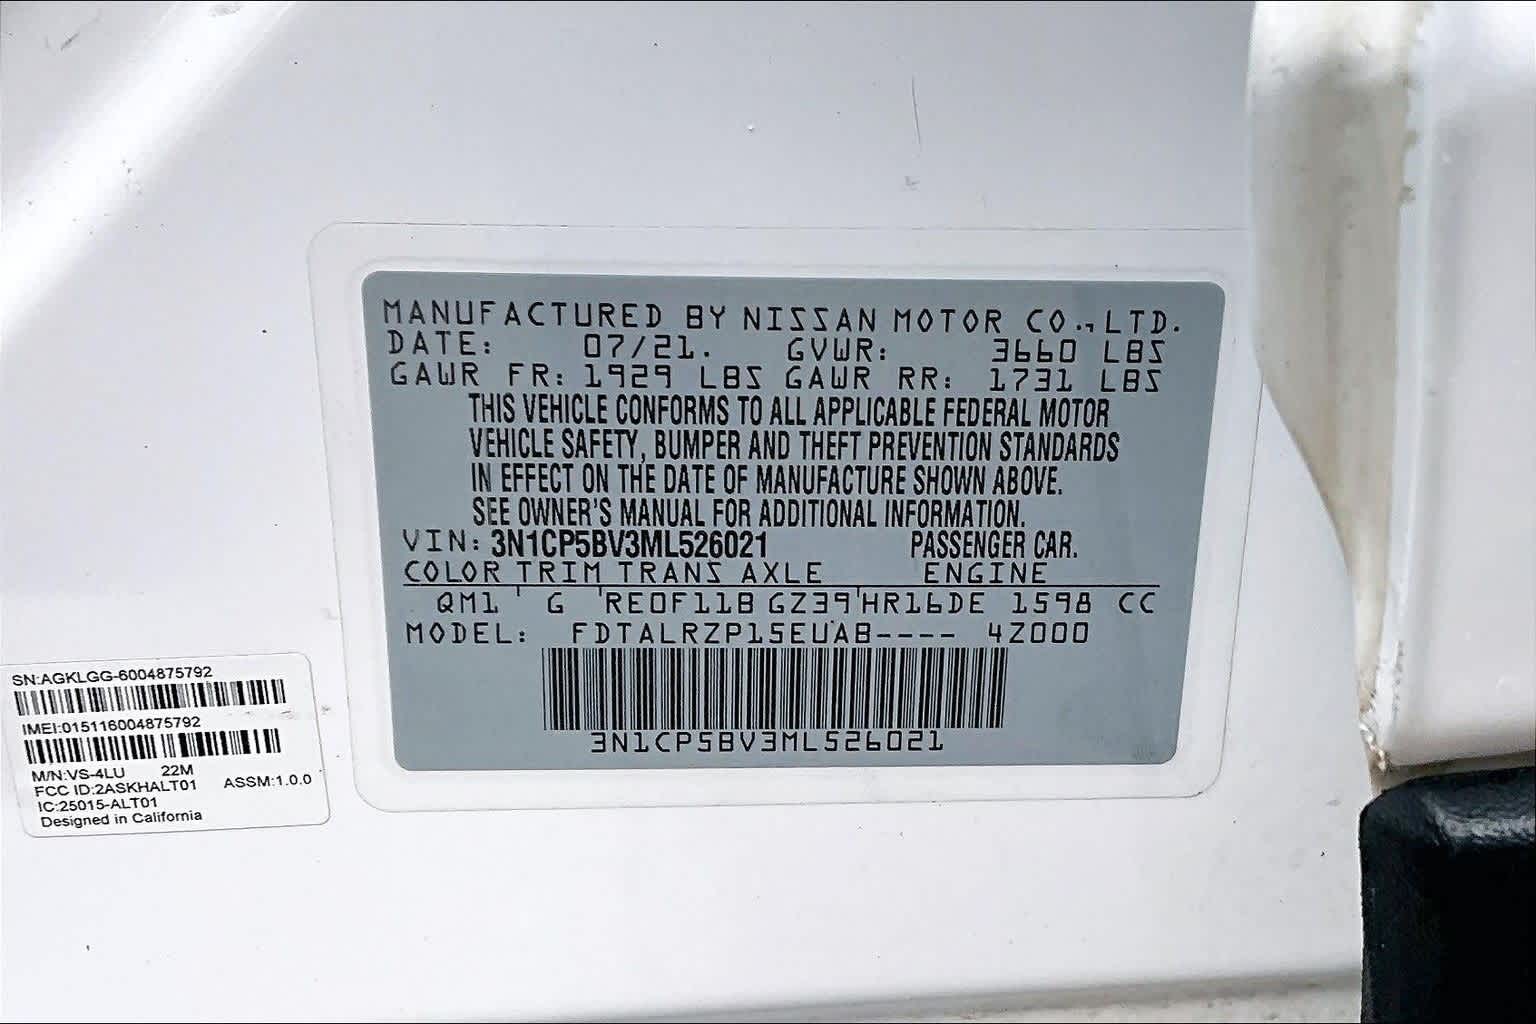 MANUFACTURED BY NISSAN MOTOR CO., LTD.
DATE: 07/21. GVWR: 3660 LBS
GAWR FR: 1929 LBS GAWR RR: 1731 LBS
THIS VEHICLE CONFORMS TO ALL APPLICABLE FEDERAL MOTOR
VEHICLE SAFETY, BUMPER AND THEFT PREVENTION STANDARDS
IN EFFECT ON THE DATE OF MANUFACTURE SHOWN ABOVE.
SEE OWNER'S MANUAL FOR ADDITIONAL INFORMATION.
VIN: 3N1CP5BV3ML526021 PASSENGER CAR.
COLOR TRIM TRANS AXLE ENGINE
QM1 ' G 'RE0F11B GZ39'HR16DE 1598 CC
MODEL: FDTALRZP15EUAB---- 4Z000
3N1CP5BV3ML526021
SN:AGKLGG-6004875792
IMEI:015116004875792
M/N:VS-4LU 22M
FCC ID:2ASKHALT01 ASSM:1.0.0
IC:25015-ALT01
Designed in California